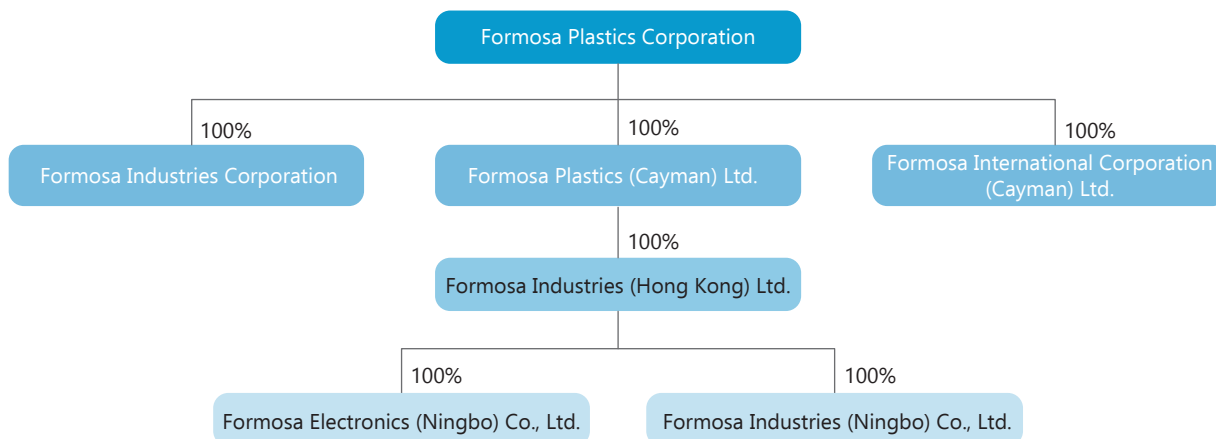 Formosa Plastics Corporation
100%
100%
100%
Formosa Industries Corporation
Formosa Plastics (Cayman) Ltd.
Formosa International Corporation
(Cayman) Ltd.
100%
Formosa Industries (Hong Kong) Ltd.
100%
100%
Formosa Electronics (Ningbo) Co., Ltd.
Formosa Industries (Ningbo) Co., Ltd.